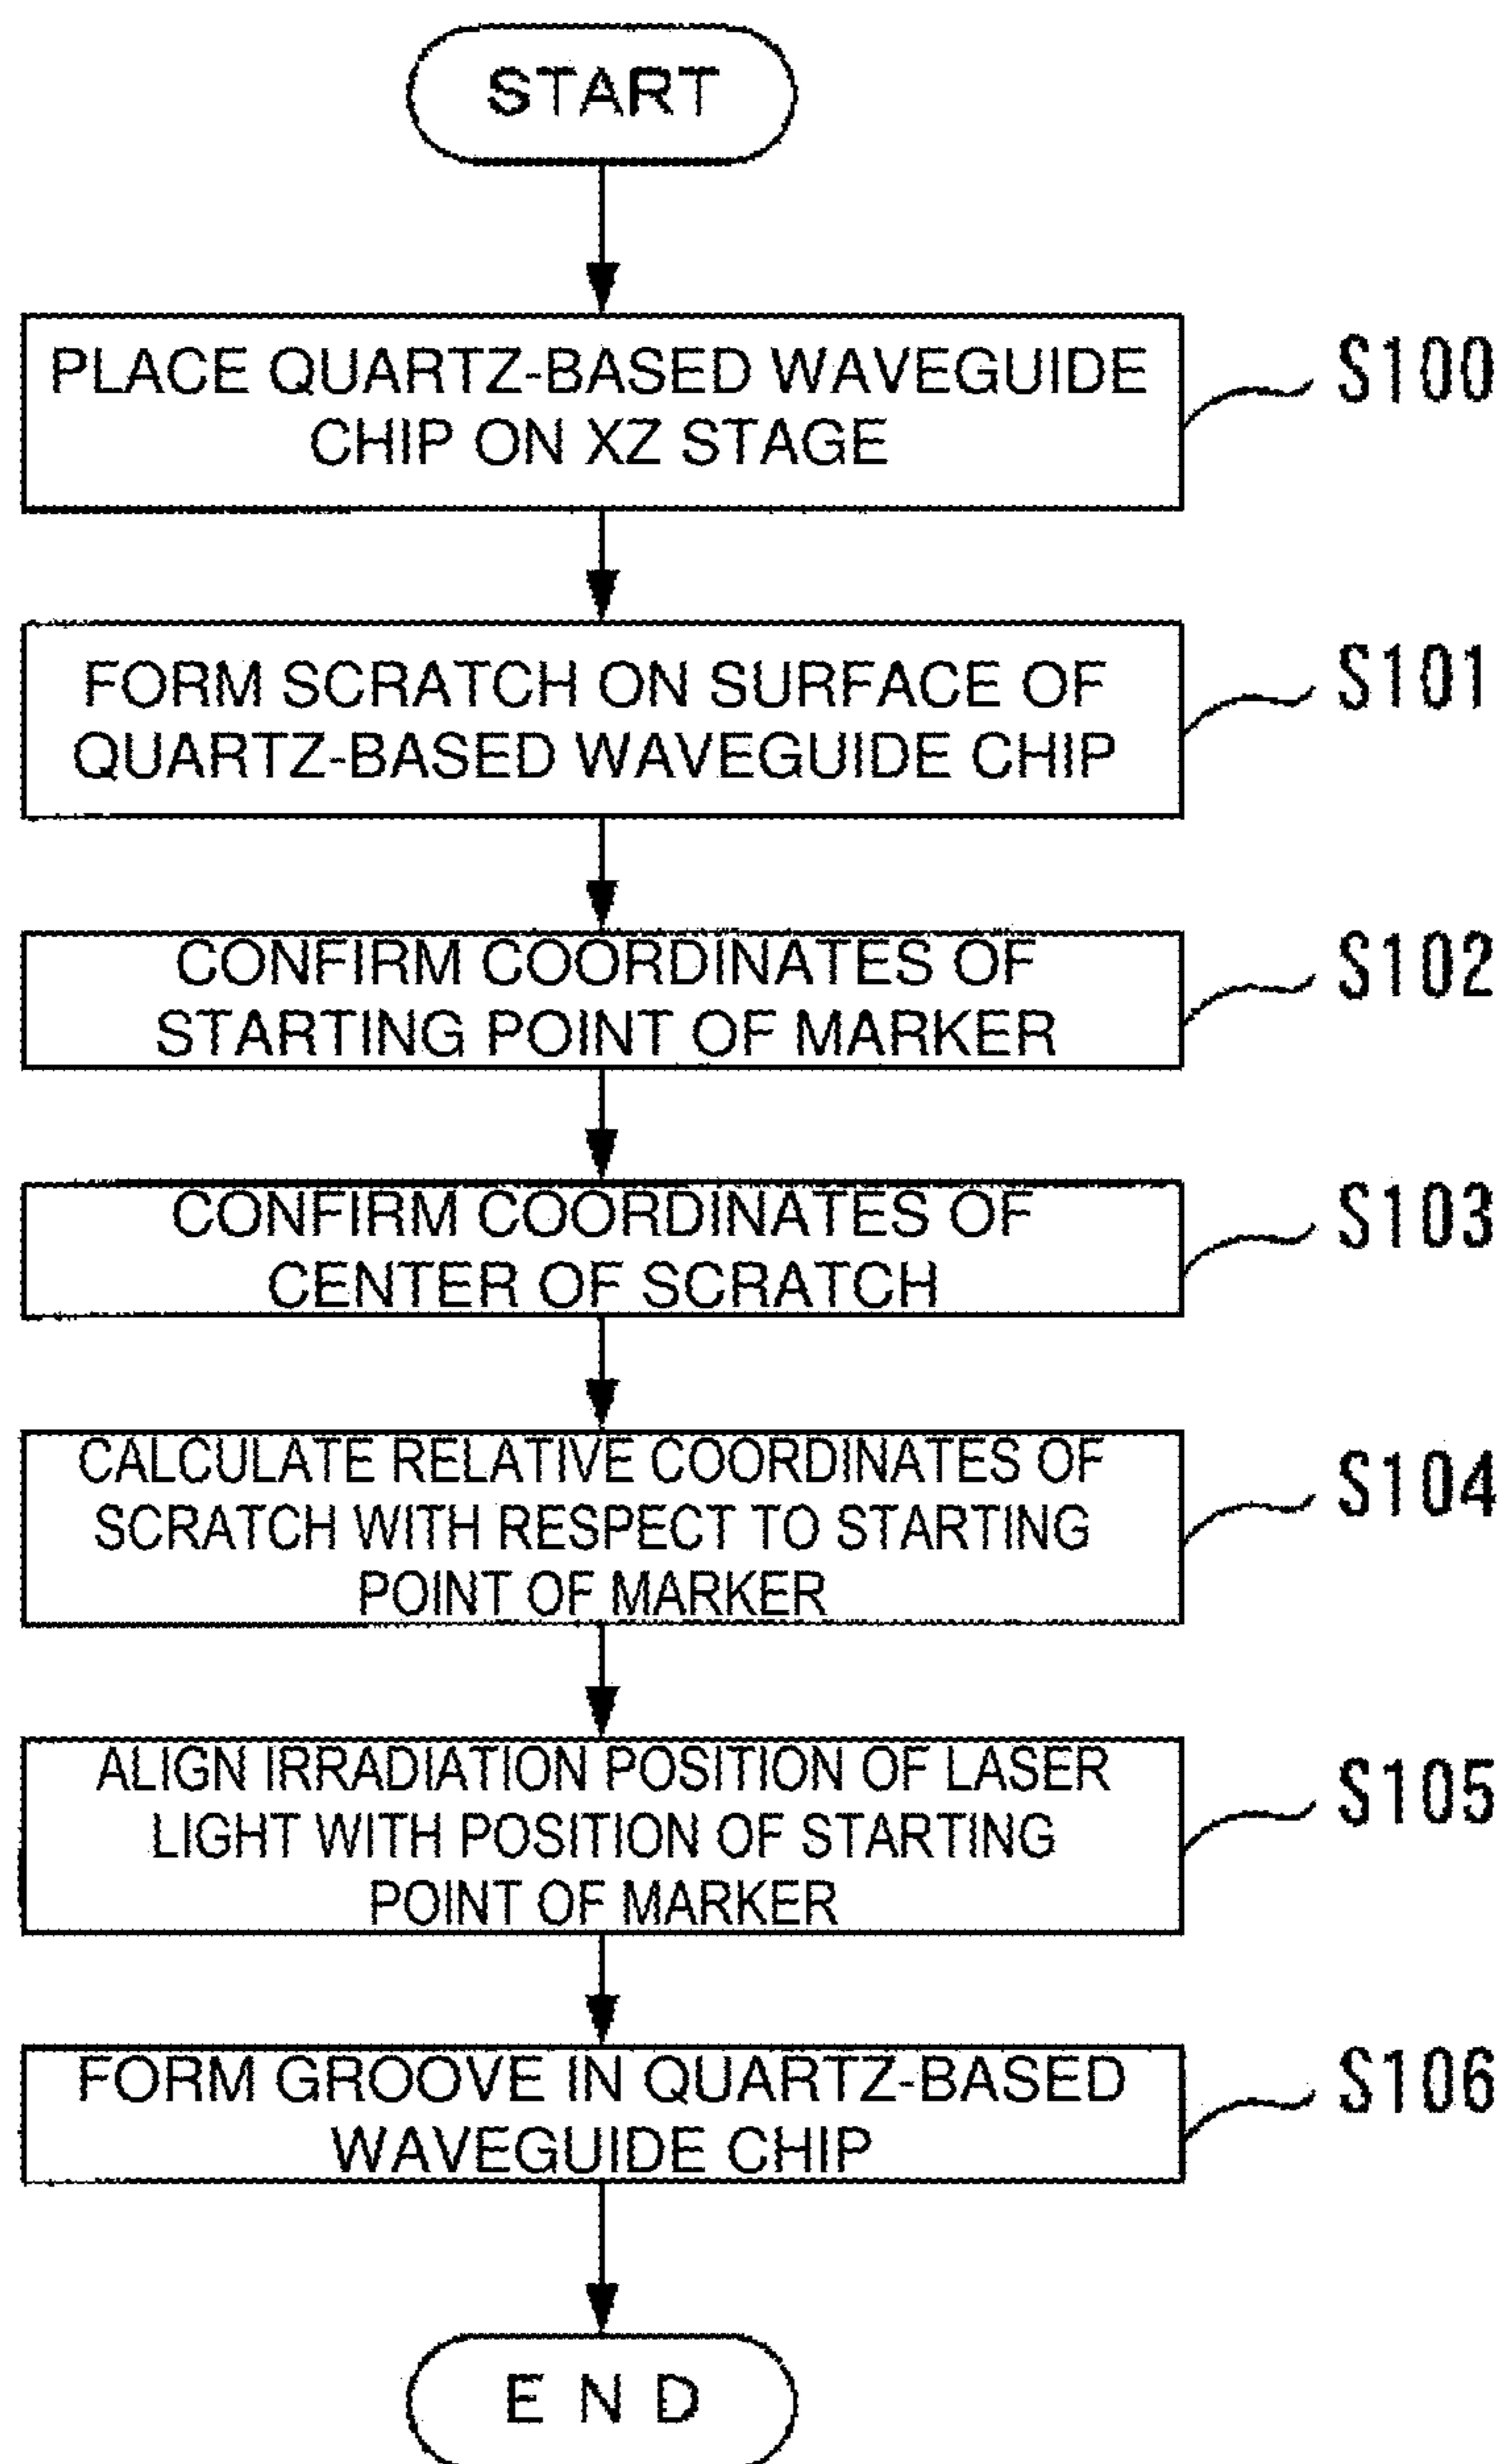 START
PLACE QUARTZ-BASED WAVEGUIDE
CHIP ON XZ STAGE
S100
FORM SCRATCH ON SURFACE OF
QUARTZ-BASED WAVEGUIDE CHIP
S101
CONFIRM COORDINATES OF
STARTING POINT OF MARKER
S102
CONFIRM COORDINATES OF
CENTER OF SCRATCH
S103
CALCULATE RELATIVE COORDINATES OF
SCRATCH WITH RESPECT TO STARTING
POINT OF MARKER
S104
ALIGN IRRADIATION POSITION OF LASER
LIGHT WITH POSITION OF STARTING
POINT OF MARKER
S105
FORM GROOVE IN QUARTZ-BASED
WAVEGUIDE CHIP
S106
END